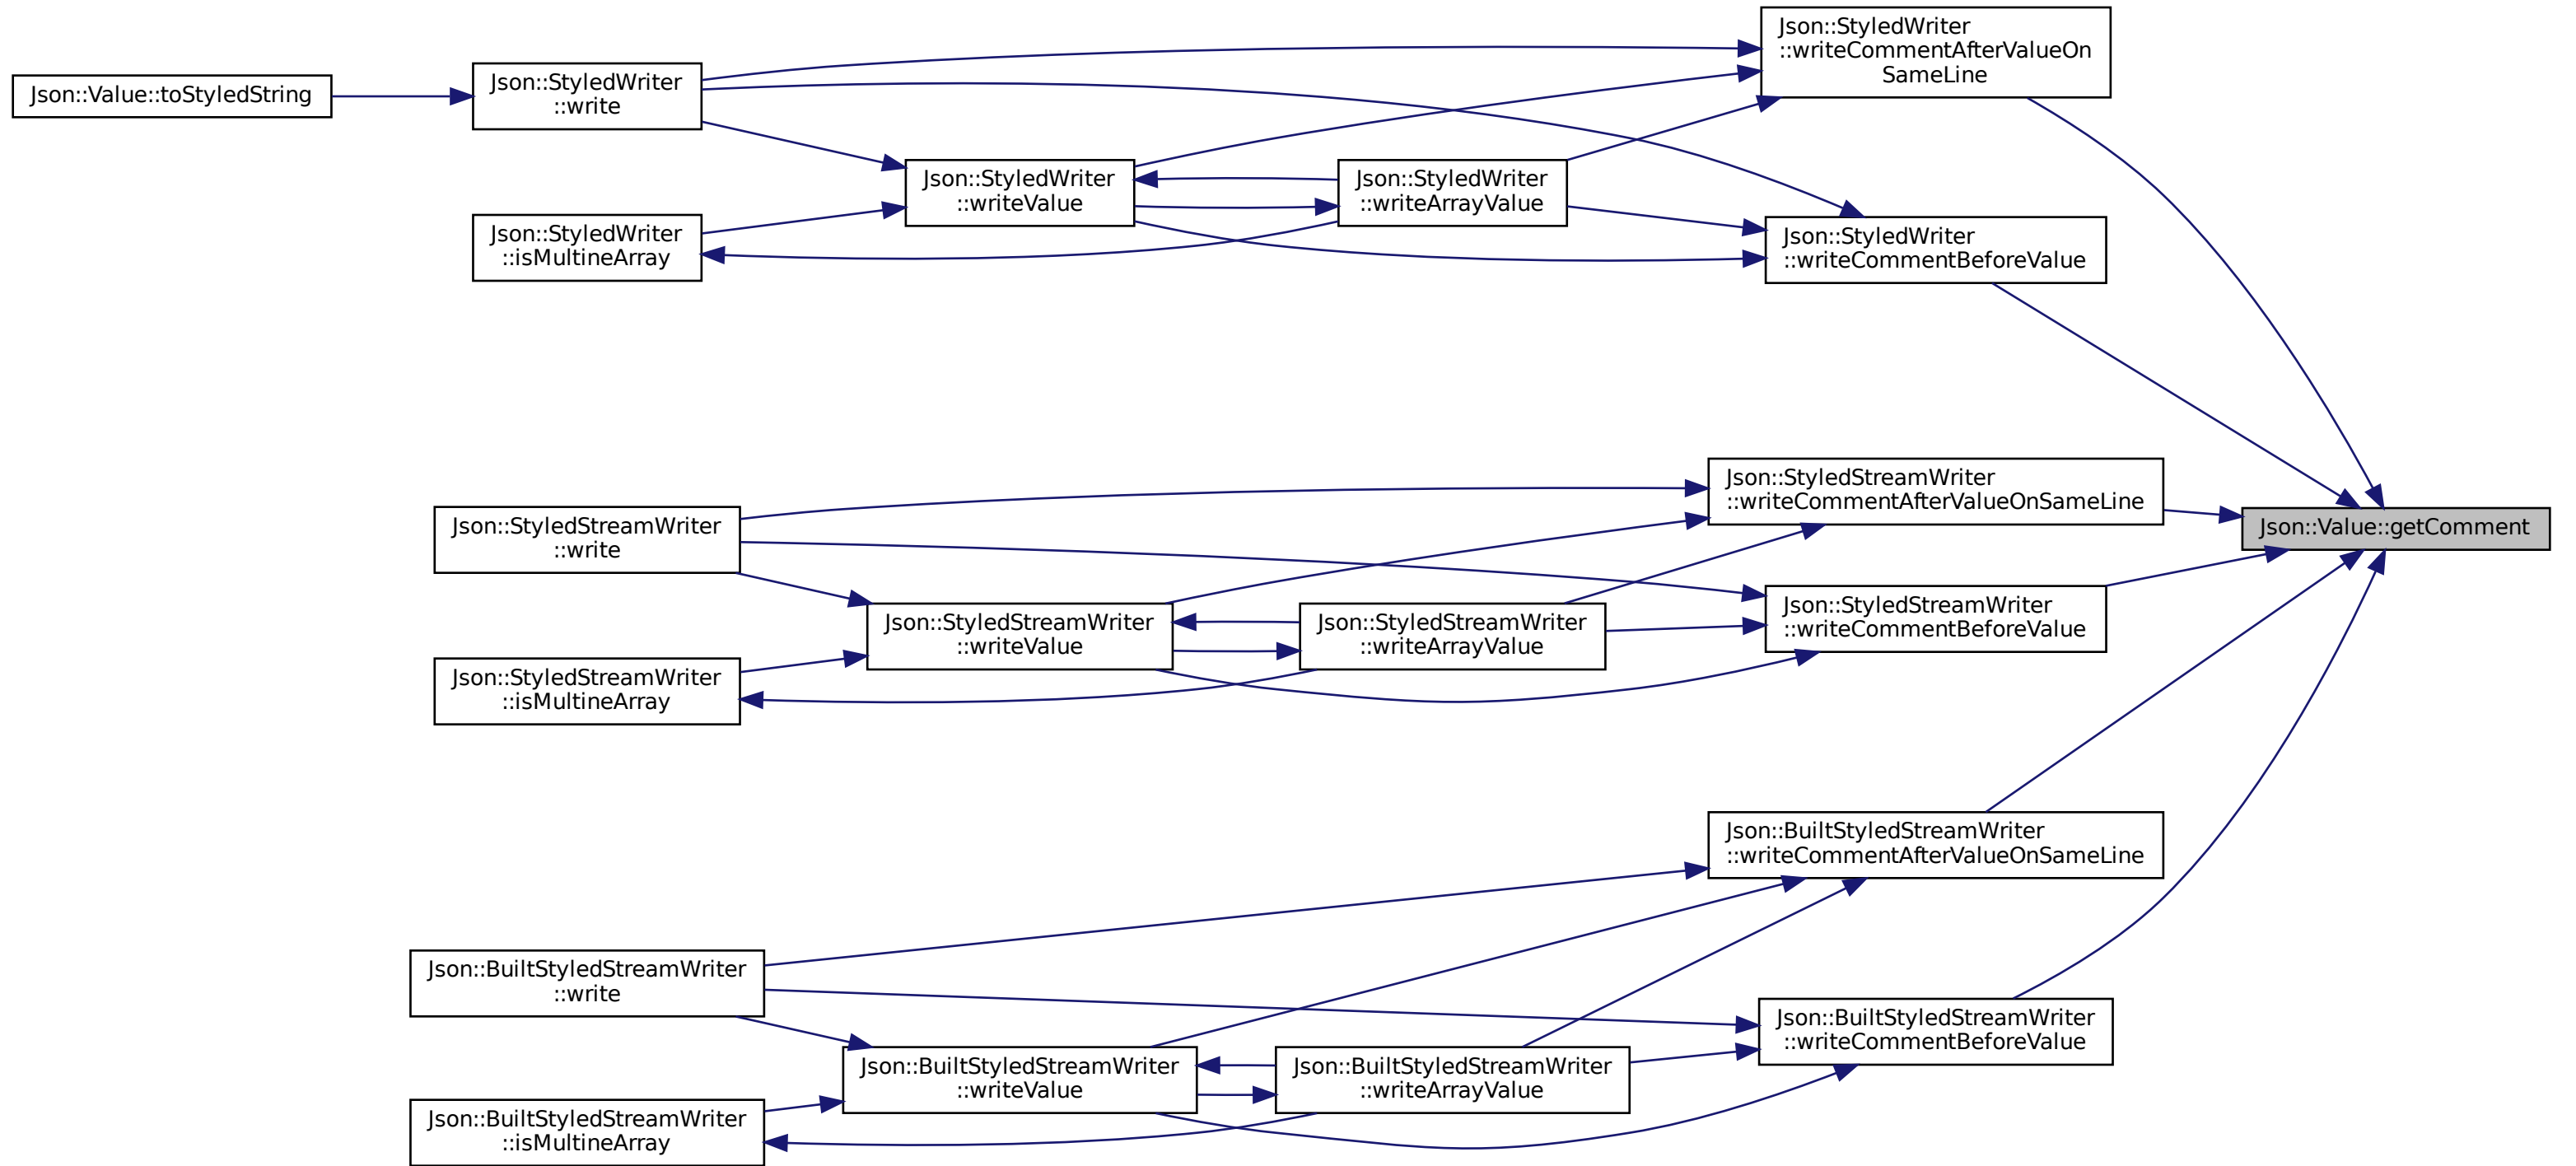 Json::StyledWriter
::writeCommentAfterValueOn
SameLine
Json::Value::toStyledString
Json::StyledWriter
::write
Json::StyledWriter
::writeValue
Json::StyledWriter
::writeArrayValue
Json::StyledWriter
::isMultineArray
Json::StyledWriter
::writeCommentBeforeValue
Json::StyledStreamWriter
::writeCommentAfterValueOnSameLine
Json::StyledStreamWriter
::write
Json::Value::getComment
Json::StyledStreamWriter
::writeValue
Json::StyledStreamWriter
::writeArrayValue
Json::StyledStreamWriter
::writeCommentBeforeValue
Json::StyledStreamWriter
::isMultineArray
Json::BuiltStyledStreamWriter
::writeCommentAfterValueOnSameLine
Json::BuiltStyledStreamWriter
::write
Json::BuiltStyledStreamWriter
::writeCommentBeforeValue
Json::BuiltStyledStreamWriter
::writeValue
Json::BuiltStyledStreamWriter
::writeArrayValue
Json::BuiltStyledStreamWriter
::isMultineArray